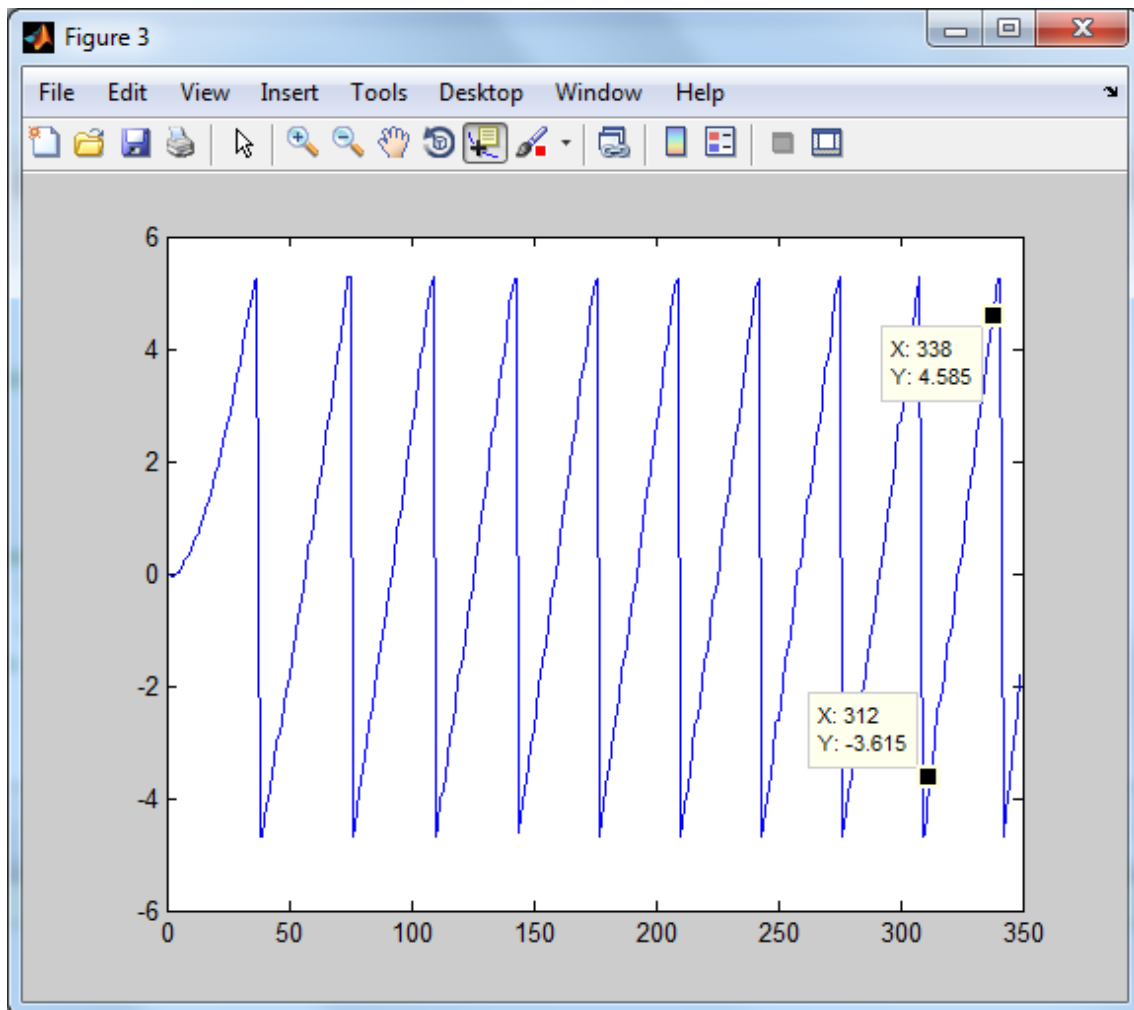 Figure 3
File Edit View Insert Tools Desktop Window Help
6
4
2
0
-2
-4
-6
X: 338
Y: 4.585
X: 312
Y: -3.615
0 50 100 150 200 250 300 350